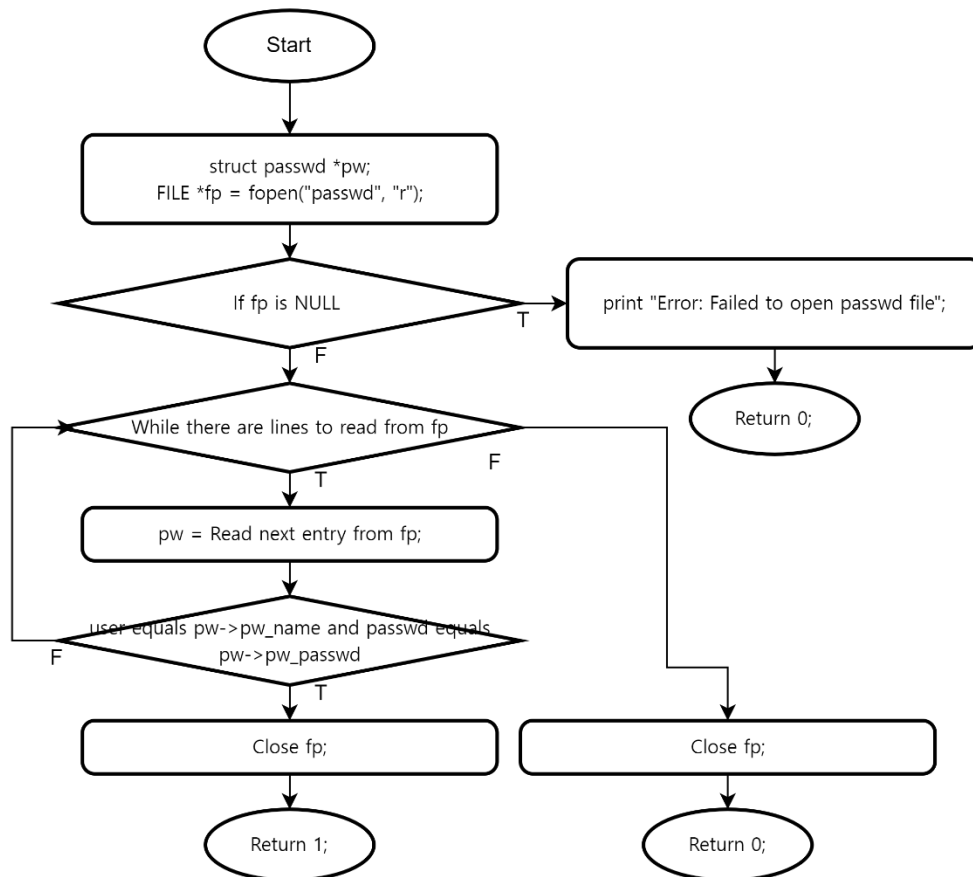 Start
struct passwd *pw;
FILE *fp = fopen("passwd", "r");
If fp is NULL
T
print "Error: Failed to open passwd file";
F
Return 0;
While there are lines to read from fp
F
T
pw = Read next entry from fp;
user equals pw->pw_name and passwd equals
pw->pw_passwd
F
T
Close fp;
Close fp;
Return 1;
Return 0;